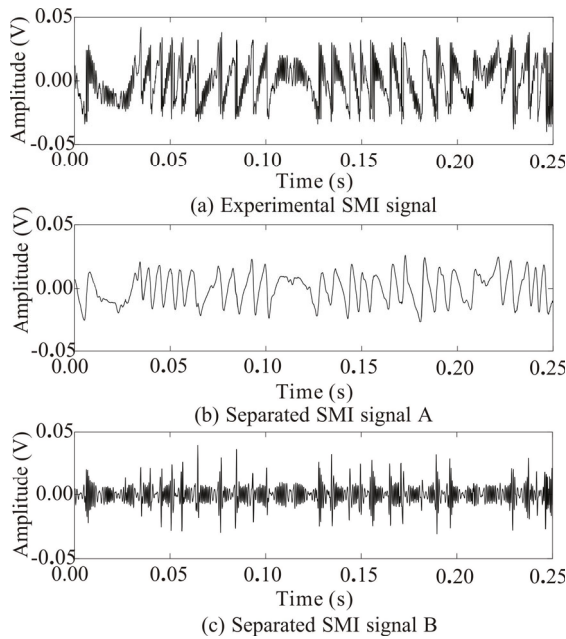 0.05
0.00
-0.05
Amplitude (V)
0.00 0.05 0.10 0.15 0.20 0.25
Time (s)
(a) Experimental SMI signal
0.05
0.00
-0.05
Amplitude (V)
0.00 0.05 0.10 0.15 0.20 0.25
Time (s)
(b) Separated SMI signal A
0.05
0.00
-0.05
Amplitude (V)
0.00 0.05 0.10 0.15 0.20 0.25
Time (s)
(c) Separated SMI signal B